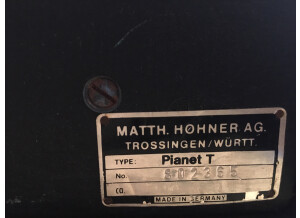 MATTH. HØHNER AG.
TROSSINGEN/WÜRTT.
TYPE: Pianet T
No.
CO.
MADE IN GERMANY